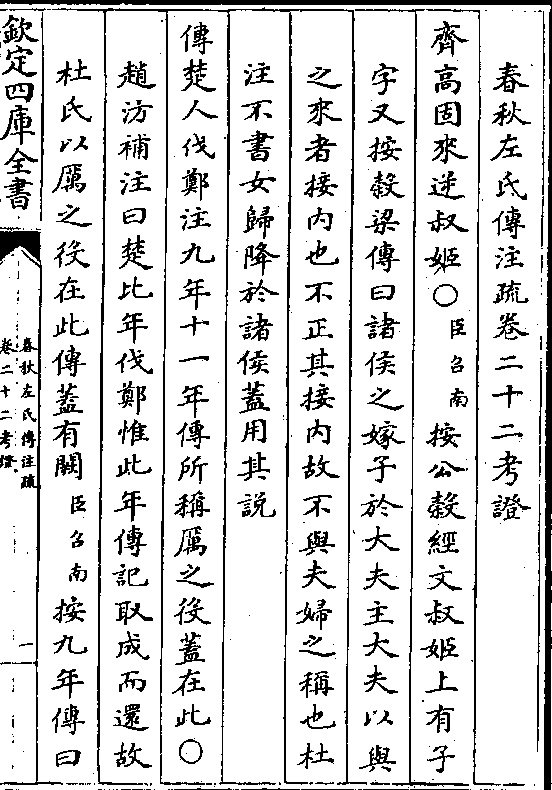 春秋左氏傳注疏卷二十二考證
齊高固來逆叔姬○臣召南按公穀經文叔姬上有子
字又按穀梁傳曰諸侯之嫁子於大夫主大夫以與
之來者接內也不正其接內故不與夫婦之稱也杜
注不書女歸降於諸侯蓋用其説
傳楚人伐鄭注九年十一年傳所稱厲之役蓋在此○
趙汸補注曰楚比年伐鄭惟此年傳記取成而還故
杜氏以厲之役在此傳蓋有闕臣召南按九年傳曰
欽定四庫全書
春秋左氏傳注疏
卷二十二考證
一